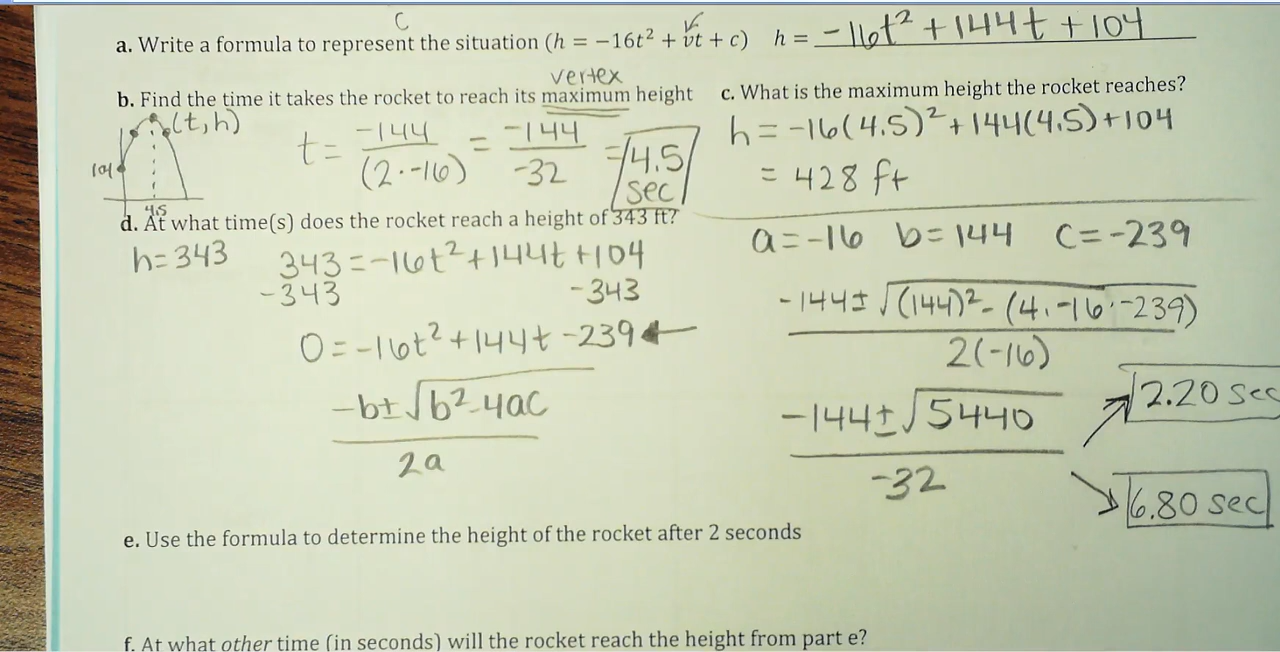 c
a. Write a formula to represent the situation (h = −16t² + vt + c) h = -16t² + 144t + 104
vertex
b. Find the time it takes the rocket to reach its maximum height
(t, h)
104
4.5
t = -144/(2·-16) = -144/-32 = 4.5 sec
c. What is the maximum height the rocket reaches?
h = -16(4.5)² + 144(4.5) + 104
= 428 ft
d. At what time(s) does the rocket reach a height of 343 ft?
h = 343
343 = -16t² + 144t + 104
-343 -343
0 = -16t² + 144t - 239
-b ± √b² - 4ac
2a
a = -16 b = 144 c = -239
-144 ± √(144)² - (4·-16·-239)
2(-16)
-144 ± √5440
-32
2.20 sec
6.80 sec
e. Use the formula to determine the height of the rocket after 2 seconds
f. At what other time (in seconds) will the rocket reach the height from part e?